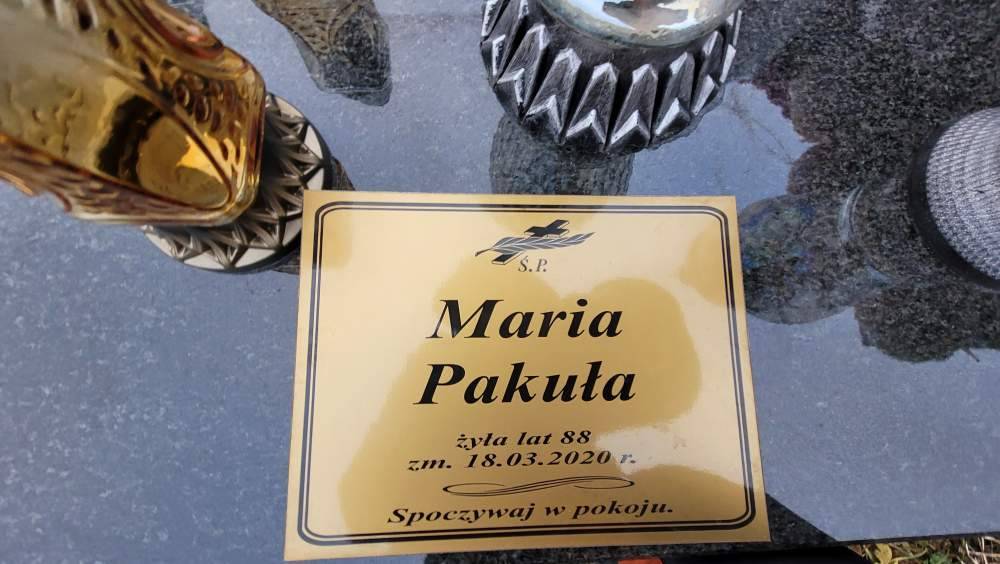 Ś.P.
Maria
Pakuła
żyła lat 88
zm. 18.03.2020 r.
Spoczywaj w pokoju.